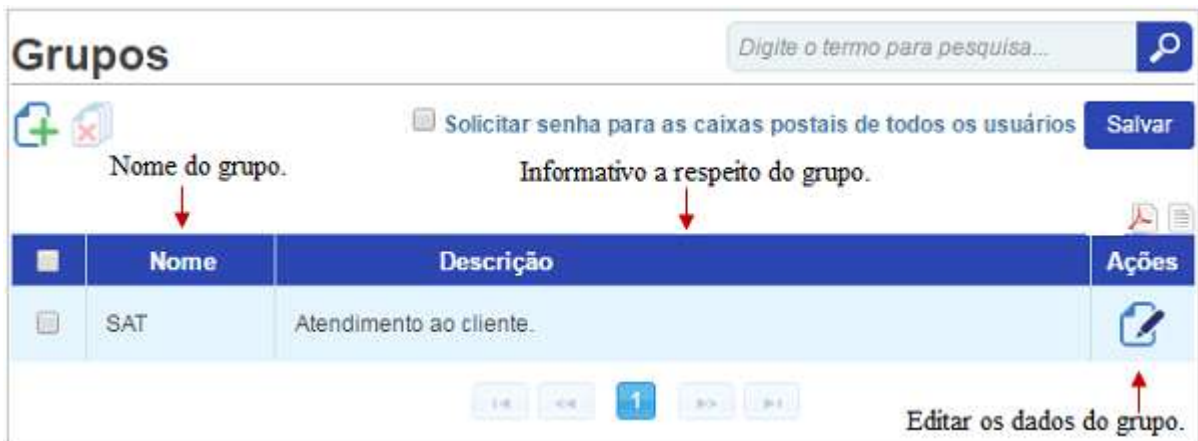 Grupos
Digite o termo para pesquisa...
Solicitar senha para as caixas postais de todos os usuários
Salvar
Nome do grupo.
Informativo a respeito do grupo.
Nome
Descrição
Ações
SAT
Atendimento ao cliente.
1
Editar os dados do grupo.